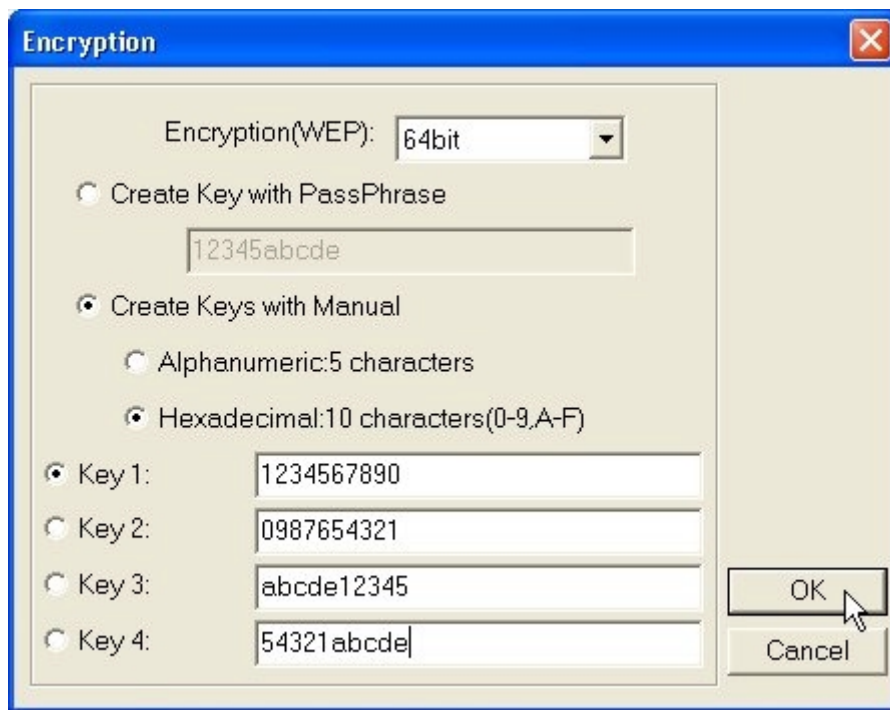 Encryption
Encryption(WEP): 64bit
Create Key with PassPhrase
12345abcde
Create Keys with Manual
Alphanumeric:5 characters
Hexadecimal:10 characters(0-9,A-F)
Key 1: 1234567890
Key 2: 0987654321
Key 3: abcde12345
OK
Key 4: 54321abcde
Cancel